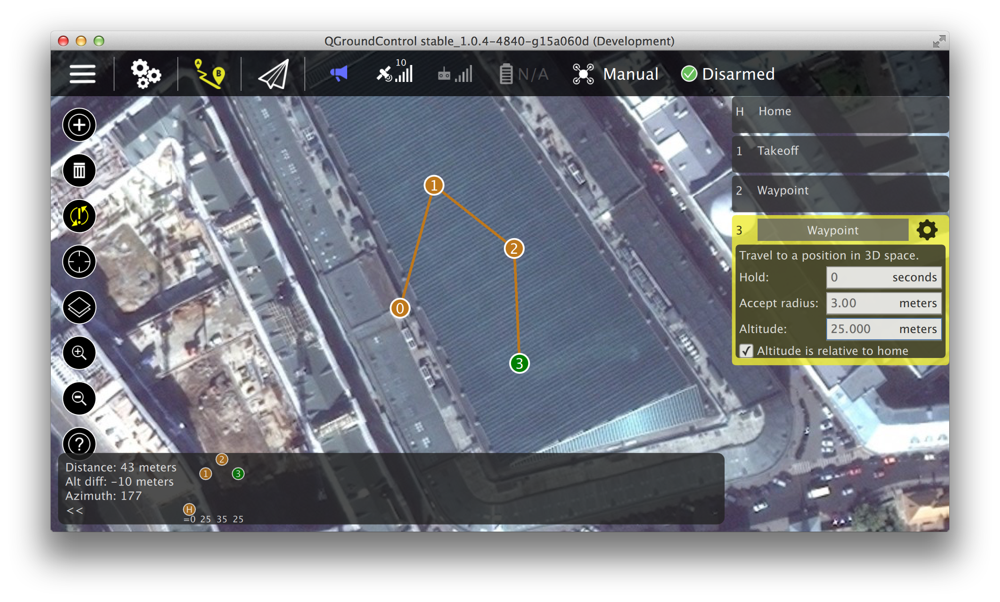 QGroundControl stable_1.0.4-4840-g15a060d (Development)
A
B
10
N/A
Manual
Disarmed
H Home
1 Takeoff
2 Waypoint
3 Waypoint
Travel to a position in 3D space.
Hold: 0 seconds
Accept radius: 3.00 meters
Altitude: 25.000 meters
Altitude is relative to home
1
2
0
3
?
Distance: 43 meters
Alt diff: -10 meters
Azimuth: 177
<<
2
1
3
H
=0 25 35 25